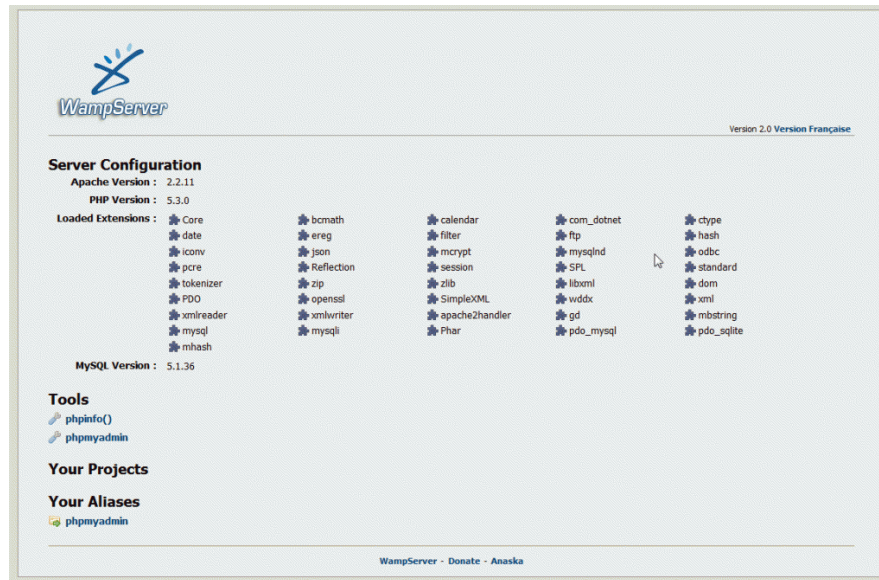 WampServer
Version 2.0 Version Française
Server Configuration
Apache Version : 2.2.11
PHP Version : 5.3.0
Loaded Extensions : Core bcmath calendar com_dotnet ctype
date ereg filter ftp hash
iconv json mcrypt mysqlnd odbc
pcre Reflection session SPL standard
tokenizer zip zlib libxml dom
PDO openssl SimpleXML wddx xml
xmlreader xmlwriter apache2handler gd mbstring
mysql mysqli Phar pdo_mysql pdo_sqlite
mhash
MySQL Version : 5.1.36
Tools
phpinfo()
phpmyadmin
Your Projects
Your Aliases
phpmyadmin
WampServer - Donate - Anaska